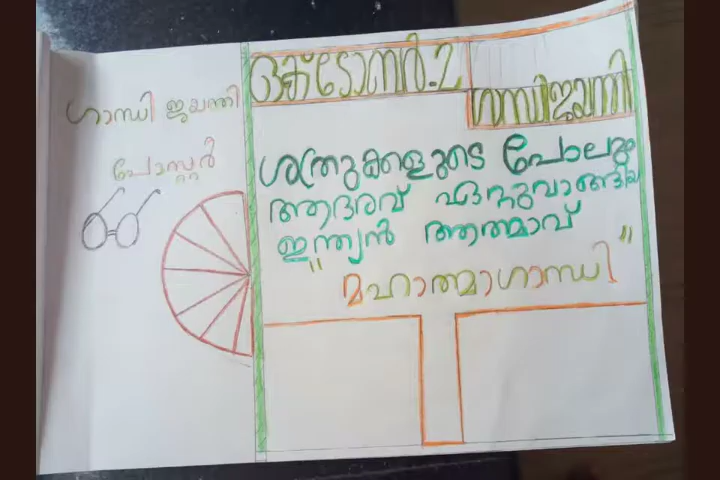 ഗാന്ധി ജയന്തി
പോസ്റ്റർ
ഒക്ടോബർ-2
ഗാന്ധിജയന്തി
ശത്രുക്കളുടെ പോലും
ആദരവ് ഏറ്റുവാങ്ങിയ
ഇന്ത്യൻ ആത്മാവ്
"മഹാത്മാഗാന്ധി"